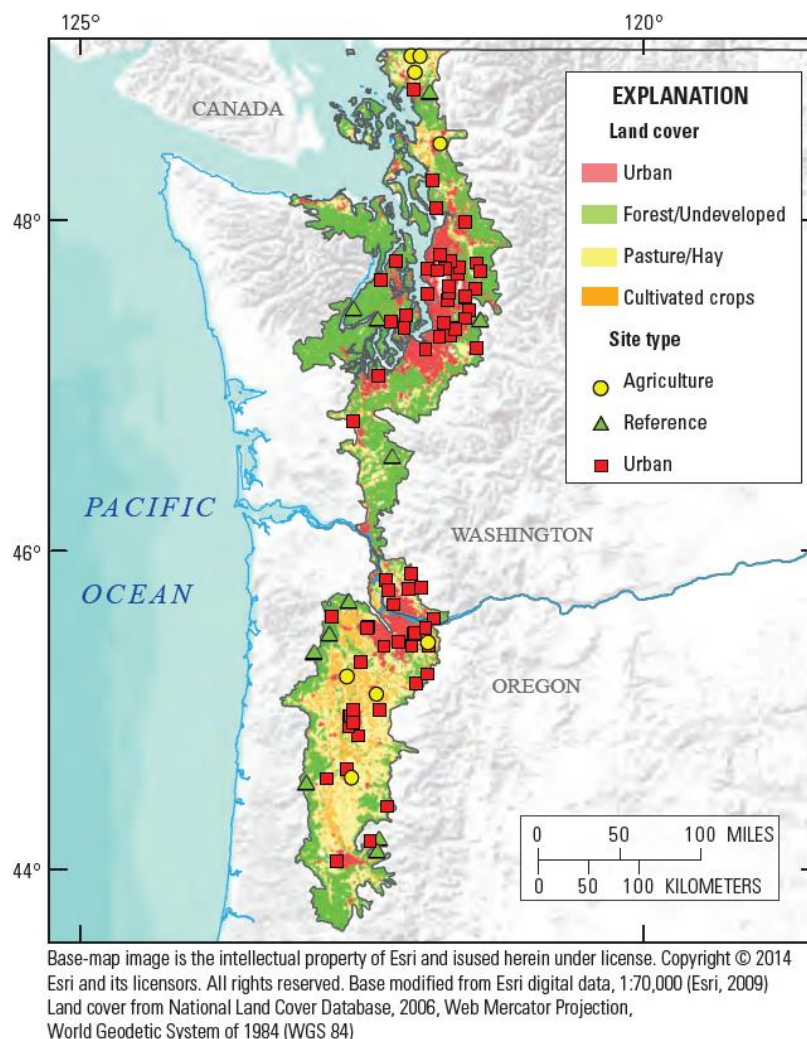 125°
120°
CANADA
EXPLANATION
Land cover
Urban
Forest/Undeveloped
Pasture/Hay
Cultivated crops
Site type
Agriculture
Reference
Urban
48°
PACIFIC
OCEAN
WASHINGTON
46°
OREGON
0 50 100 MILES
0 50 100 KILOMETERS
44°
Base-map image is the intellectual property of Esri and isused herein under license. Copyright © 2014
Esri and its licensors. All rights reserved. Base modified from Esri digital data, 1:70,000 (Esri, 2009)
Land cover from National Land Cover Database, 2006, Web Mercator Projection,
World Geodetic System of 1984 (WGS 84)